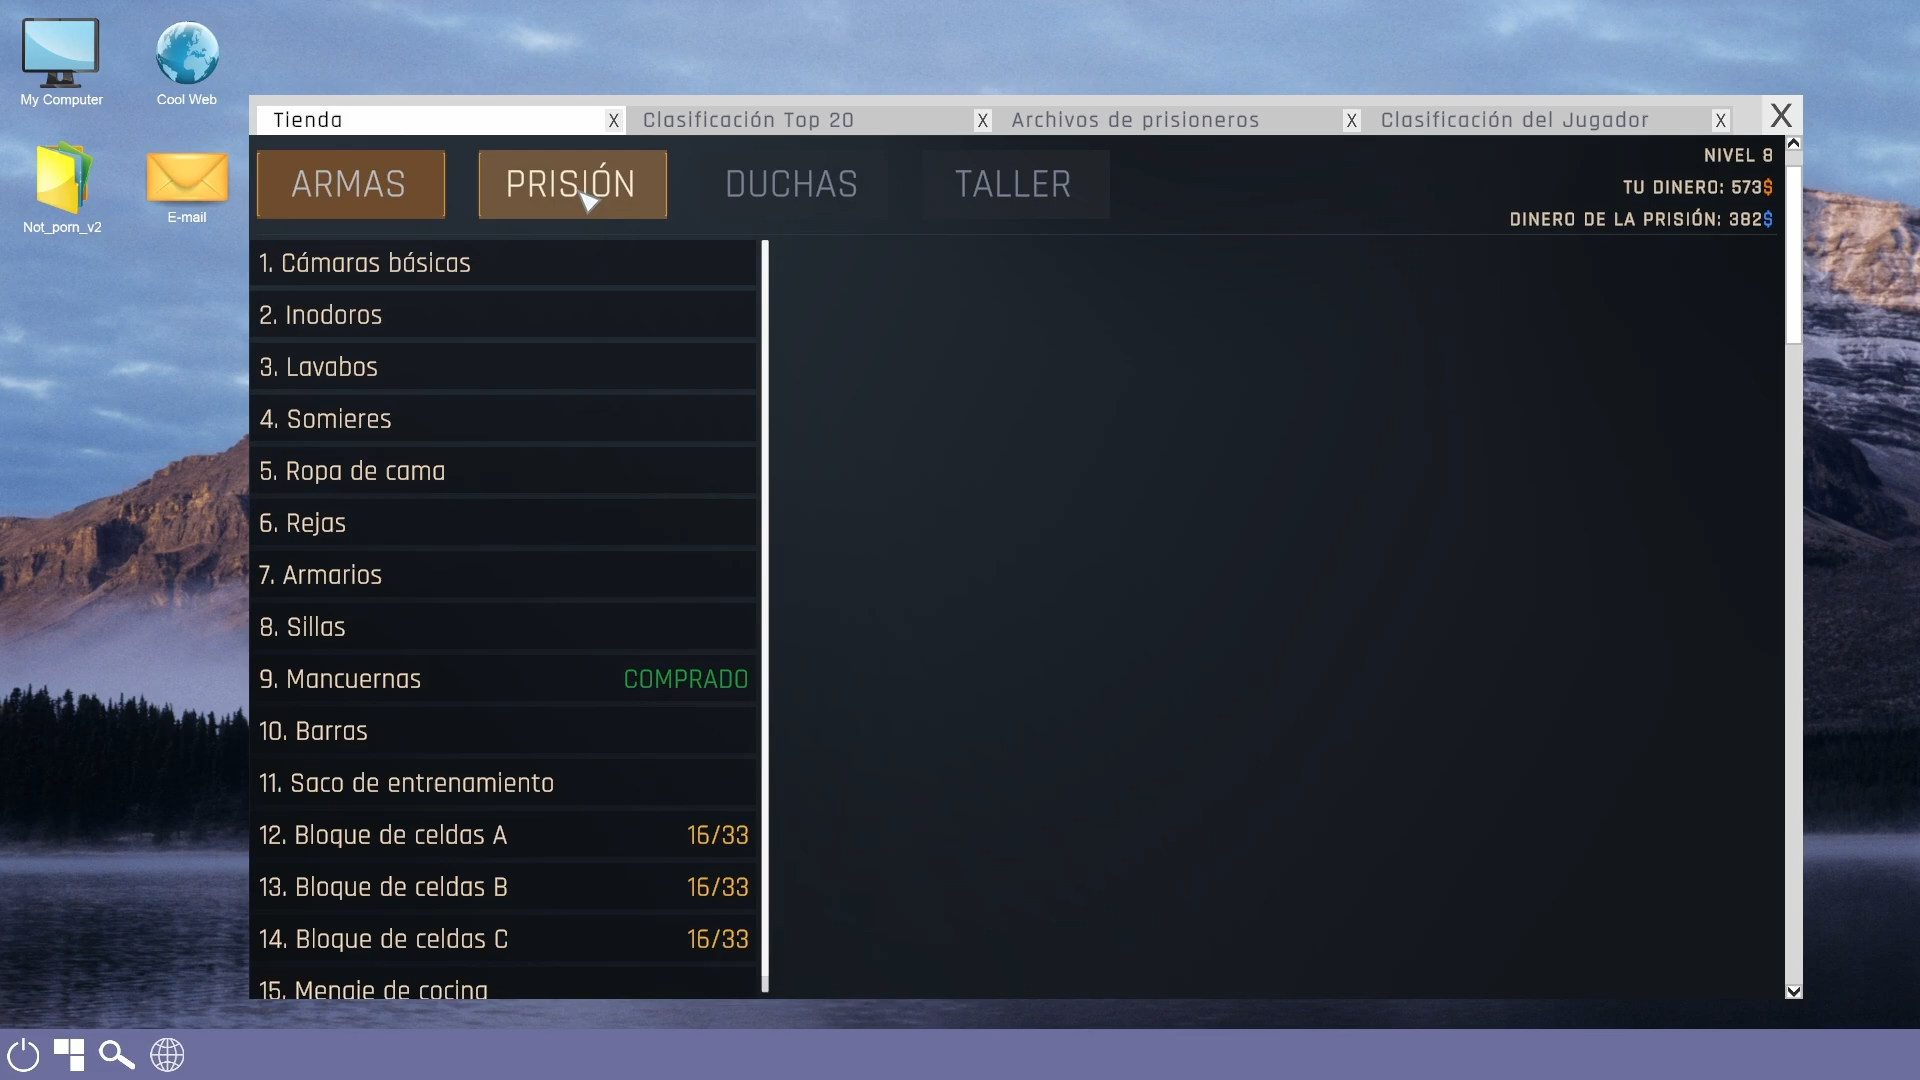 My Computer
Cool Web
Not_porn_v2
E-mail
Tienda X
Clasificación Top 20 X
Archivos de prisioneros X
Clasificación del Jugador X
X
ARMAS
PRISIÓN
DUCHAS
TALLER
NIVEL 8
TU DINERO: 573$
DINERO DE LA PRISIÓN: 382$
1. Cámaras básicas
2. Inodoros
3. Lavabos
4. Somieres
5. Ropa de cama
6. Rejas
7. Armarios
8. Sillas
9. Mancuernas COMPRADO
10. Barras
11. Saco de entrenamiento
12. Bloque de celdas A 16/33
13. Bloque de celdas B 16/33
14. Bloque de celdas C 16/33
15. Menaje de cocina